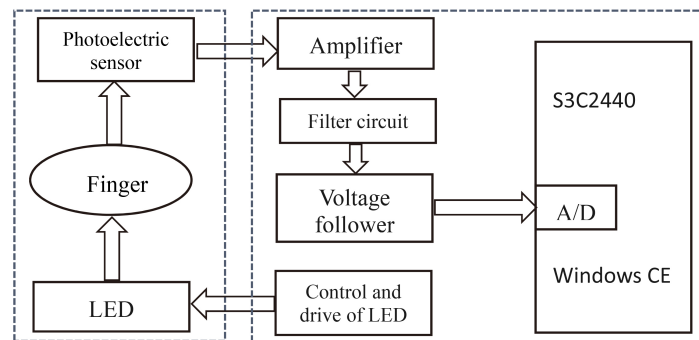 Photoelectric
sensor
Finger
LED
Amplifier
Filter circuit
Voltage
follower
Control and
drive of LED
S3C2440
A/D
Windows CE